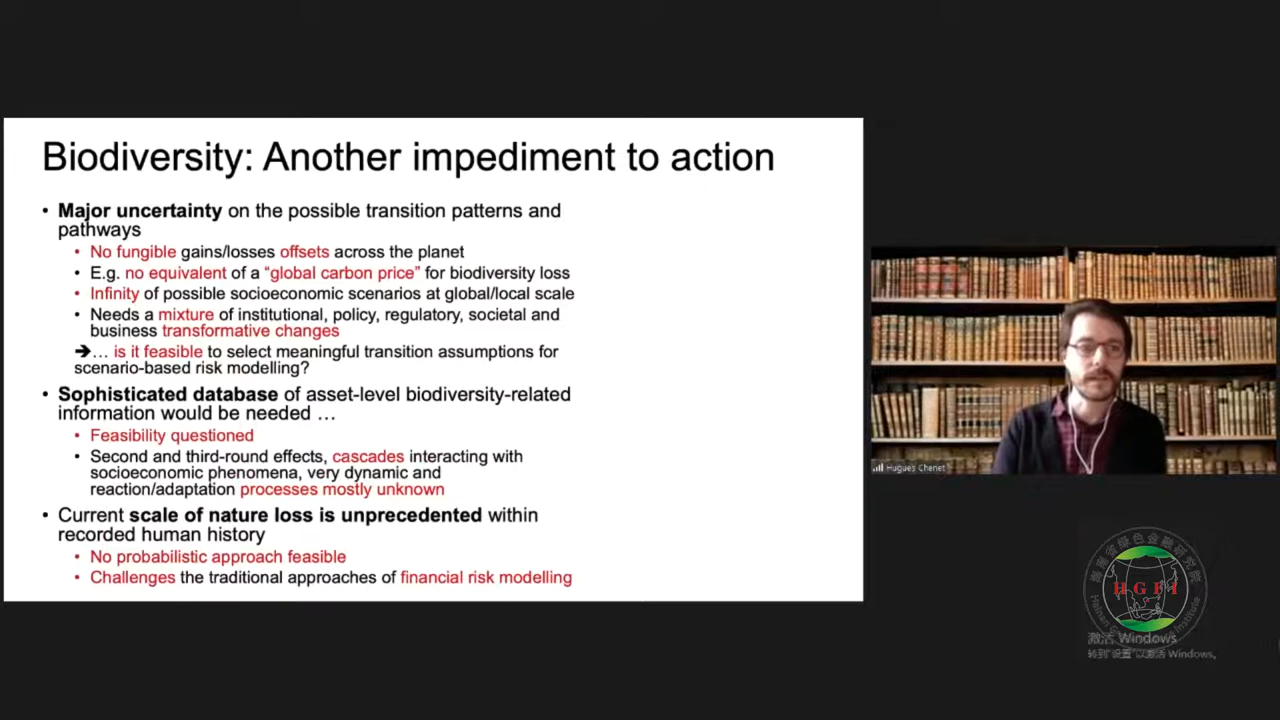 Biodiversity: Another impediment to action
• Major uncertainty on the possible transition patterns and
pathways
• No fungible gains/losses offsets across the planet
• E.g. no equivalent of a “global carbon price” for biodiversity loss
• Infinity of possible socioeconomic scenarios at global/local scale
• Needs a mixture of institutional, policy, regulatory, societal and
business transformative changes
➔… is it feasible to select meaningful transition assumptions for
scenario-based risk modelling?
• Sophisticated database of asset-level biodiversity-related
information would be needed …
• Feasibility questioned
• Second and third-round effects, cascades interacting with
socioeconomic phenomena, very dynamic and
reaction/adaptation processes mostly unknown
• Current scale of nature loss is unprecedented within
recorded human history
• No probabilistic approach feasible
• Challenges the traditional approaches of financial risk modelling
Hugues Chenet
HGFI
Institute
激活 Windows
转到"设置"以激活 Windows。